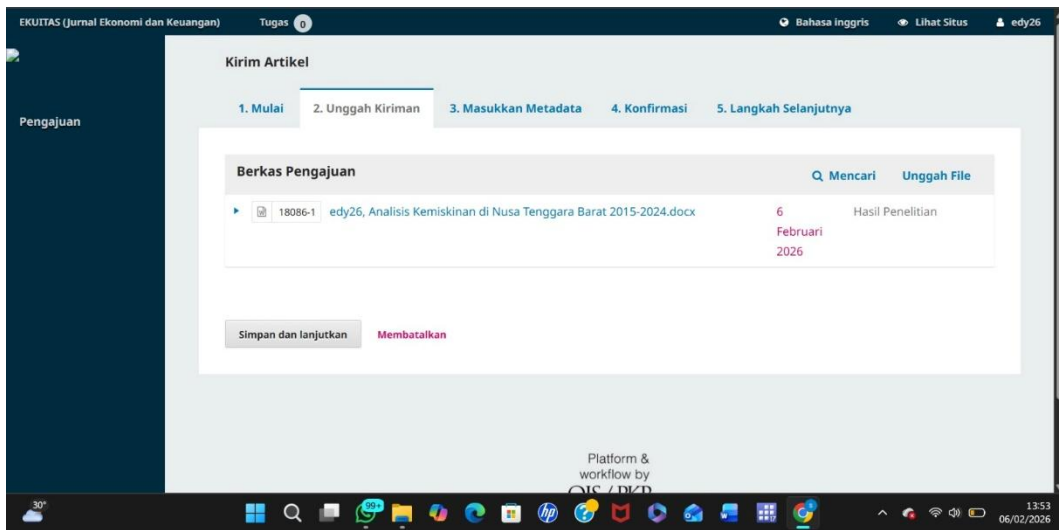 EKUITAS (Jurnal Ekonomi dan Keuangan) Tugas 0 Bahasa inggris Lihat Situs edy26
Pengajuan
Kirim Artikel
1. Mulai 2. Unggah Kiriman 3. Masukkan Metadata 4. Konfirmasi 5. Langkah Selanjutnya
Berkas Pengajuan Mencari Unggah File
18086-1 edy26, Analisis Kemiskinan di Nusa Tenggara Barat 2015-2024.docx 6 Hasil Penelitian
Februari
2026
Simpan dan lanjutkan Membatalkan
Platform &
workflow by
OJS / PKP
30°
99+
hp
13:53
06/02/2026